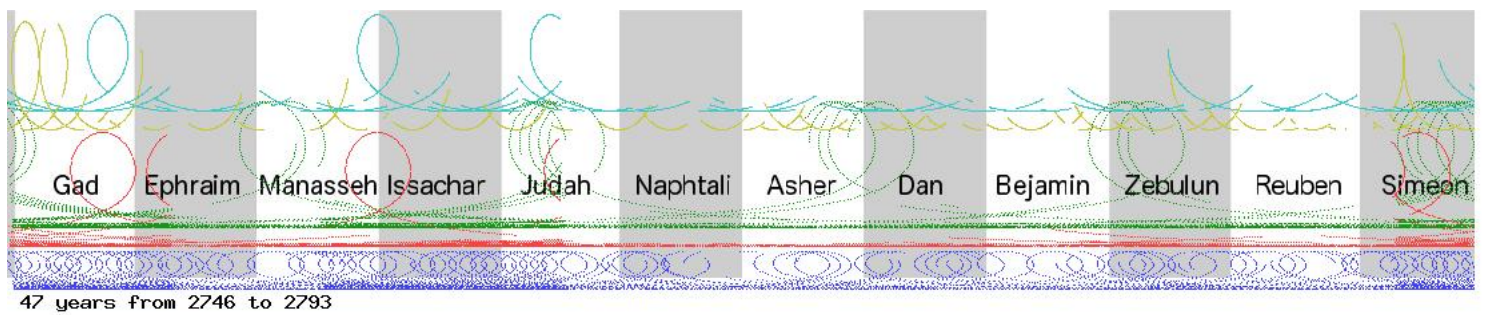 Gad Ephraim Manasseh Issachar Judah Naphtali Asher Dan Bejamin Zebulun Reuben Simeon
47 years from 2746 to 2793